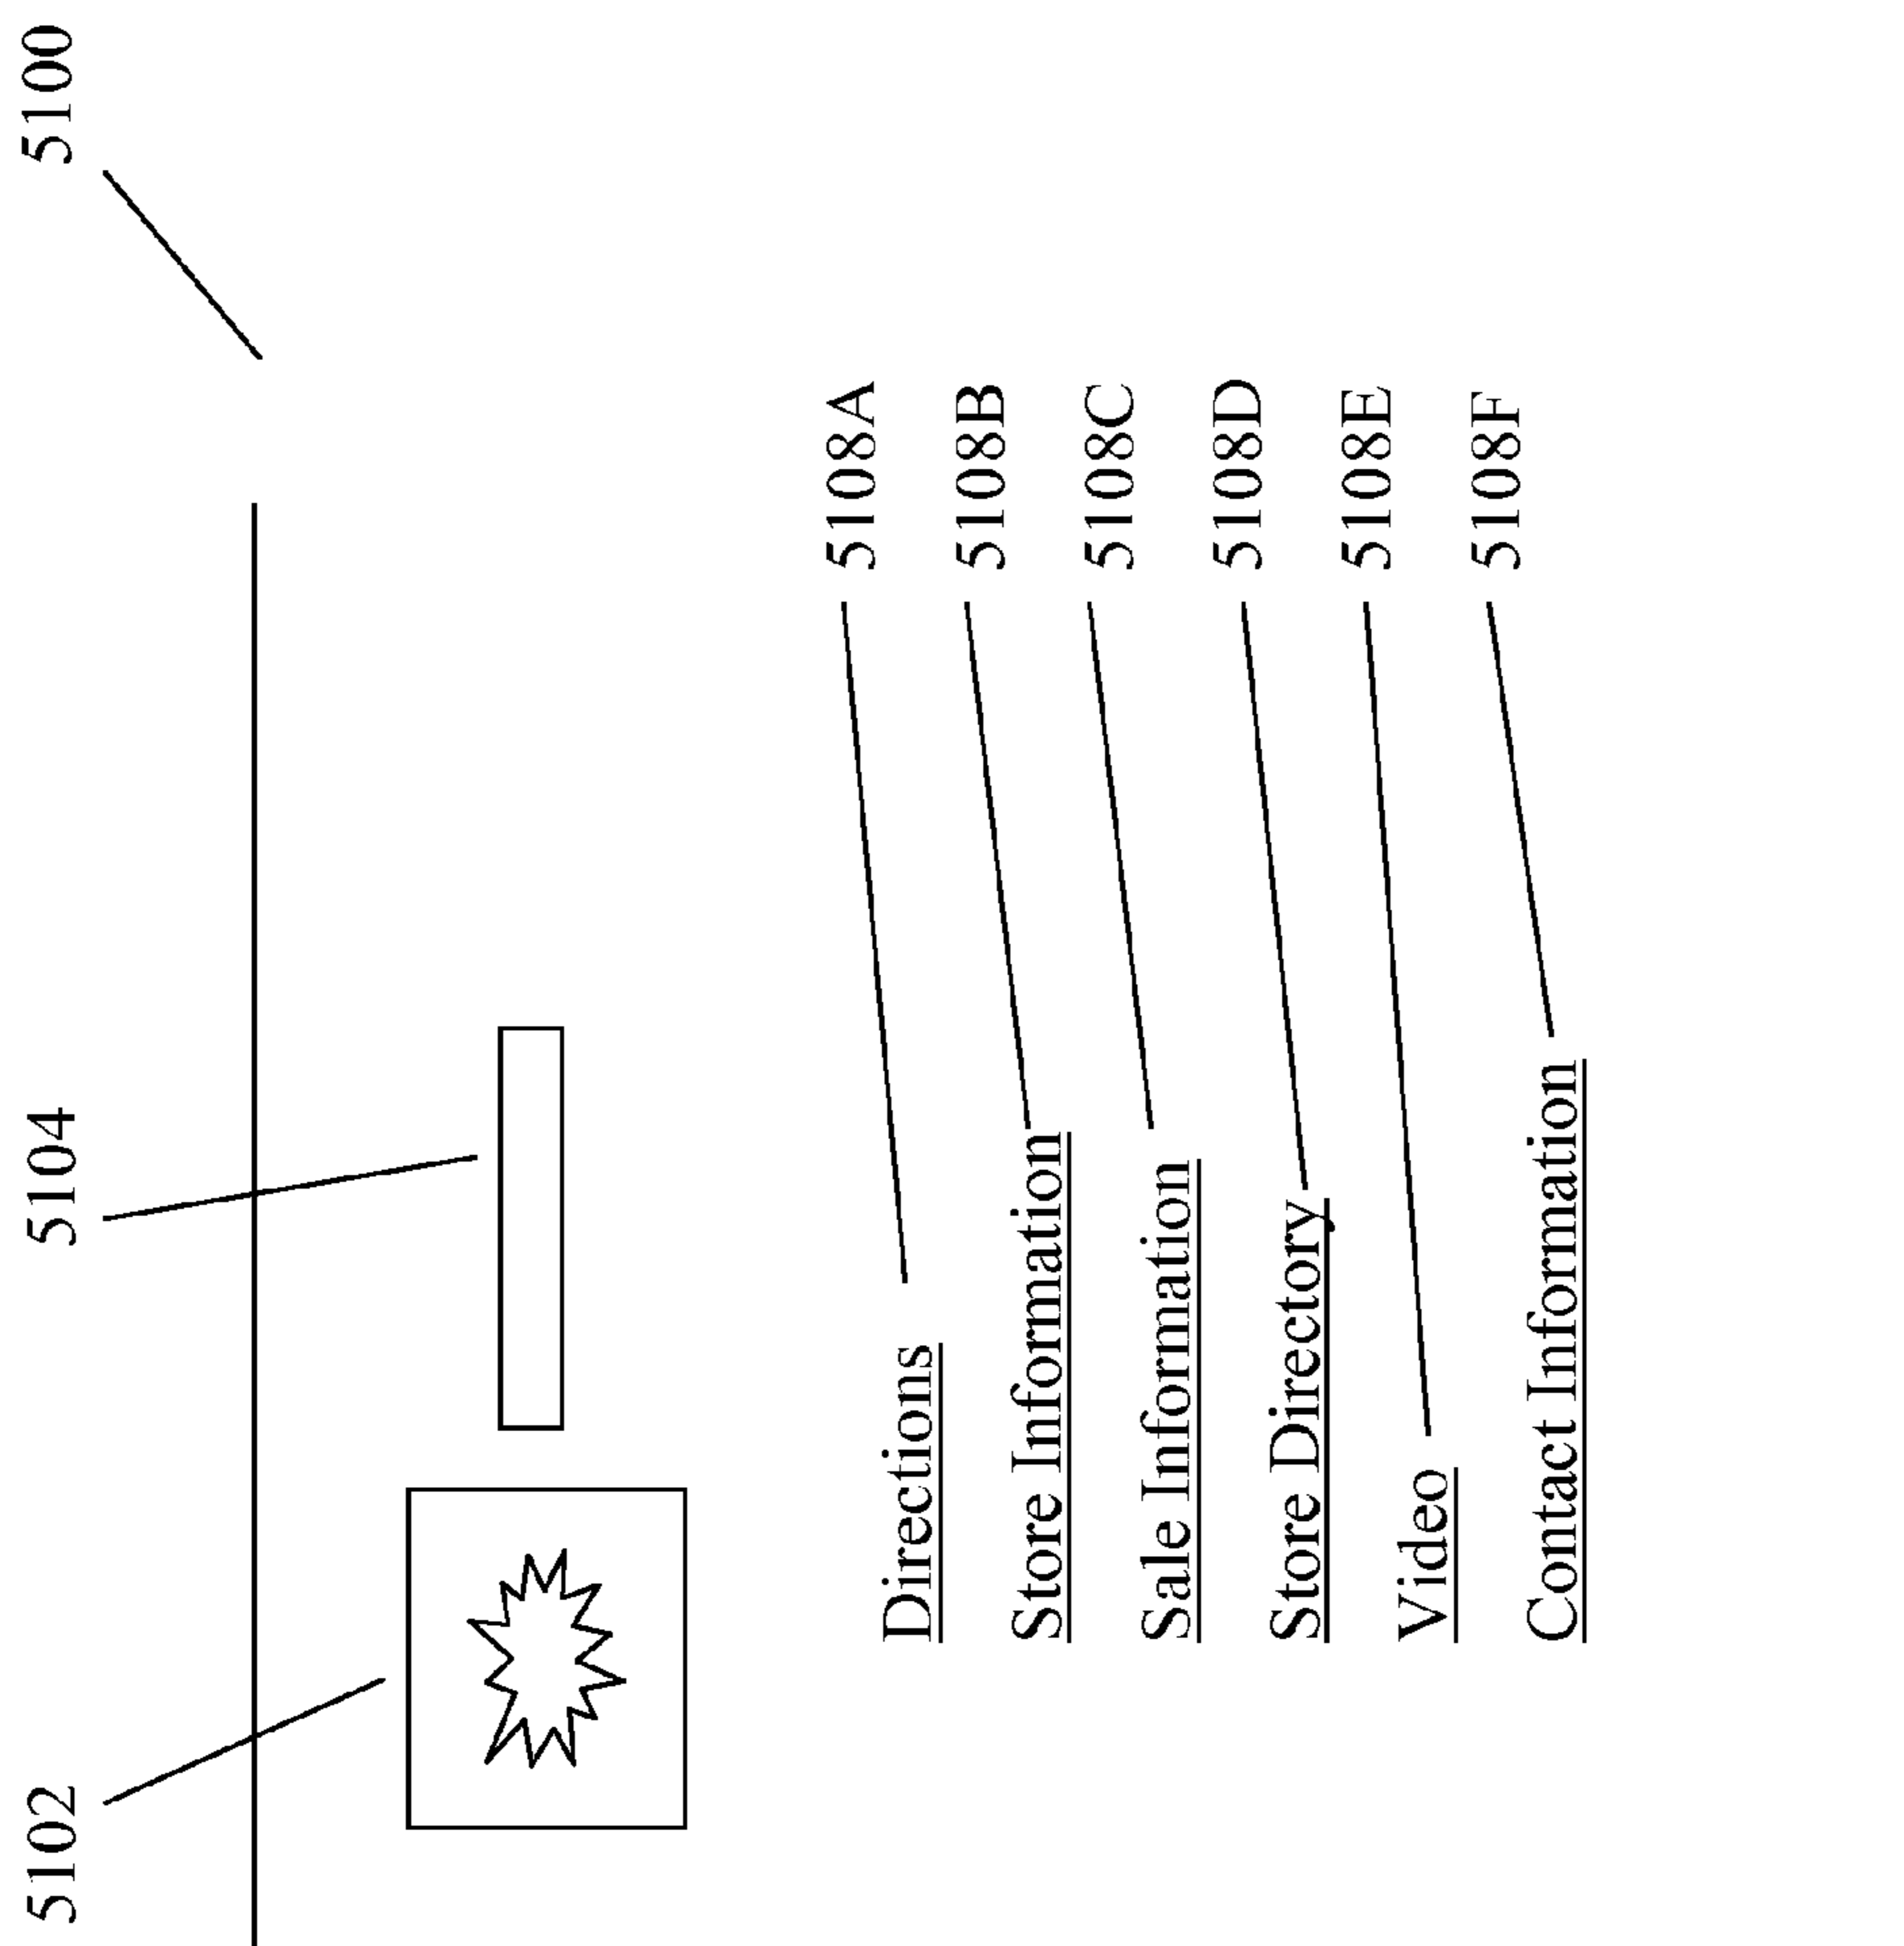 5102
5104
5100
Directions 5108A
Store Information 5108B
Sale Information 5108C
Store Directory 5108D
Video 5108E
Contact Information 5108F